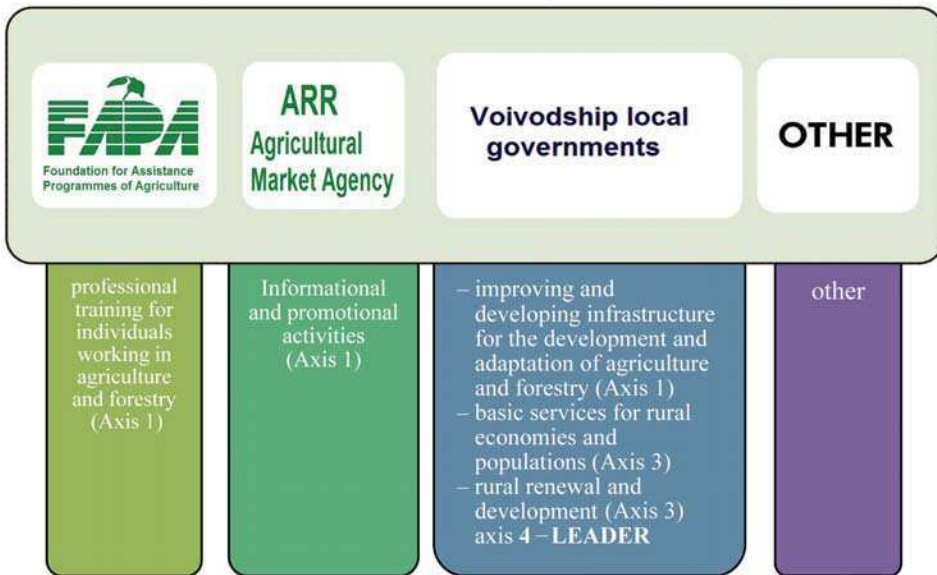 FAPA
Foundation for Assistance
Programmes of Agriculture
ARR
Agricultural
Market Agency
Voivodship local
governments
OTHER
professional
training for
individuals
working in
agriculture
and forestry
(Axis 1)
Informational
and promotional
activities
(Axis 1)
– improving and
developing infrastructure
for the development and
adaptation of agriculture
and forestry (Axis 1)
– basic services for rural
economies and
populations (Axis 3)
– rural renewal and
development (Axis 3)
axis 4 – LEADER
other